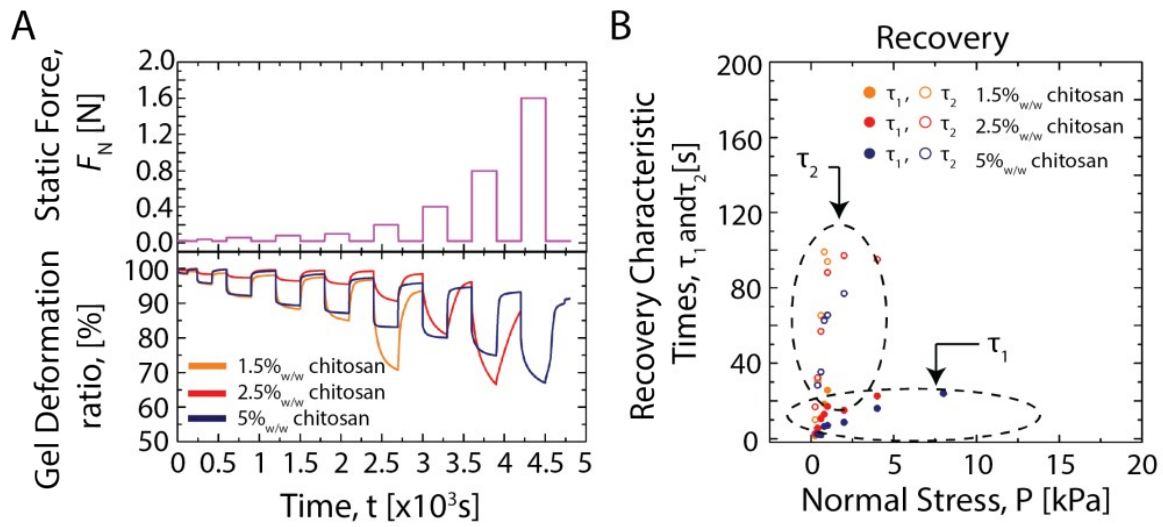 A
Static Force,
F_N [N]
2.0
1.6
1.2
0.8
0.4
0.0
Gel Deformation
ratio, [%]
100
90
80
70
60
50
1.5%w/w chitosan
2.5%w/w chitosan
5%w/w chitosan
0 0.5 1 1.5 2 2.5 3 3.5 4 4.5 5
Time, t [x10³s]
B
Recovery
Recovery Characteristic
Times, τ1 and τ2[s]
200
160
120
80
40
0
τ1, τ2 1.5%w/w chitosan
τ1, τ2 2.5%w/w chitosan
τ1, τ2 5%w/w chitosan
τ2
τ1
0 5 10 15 20
Normal Stress, P [kPa]